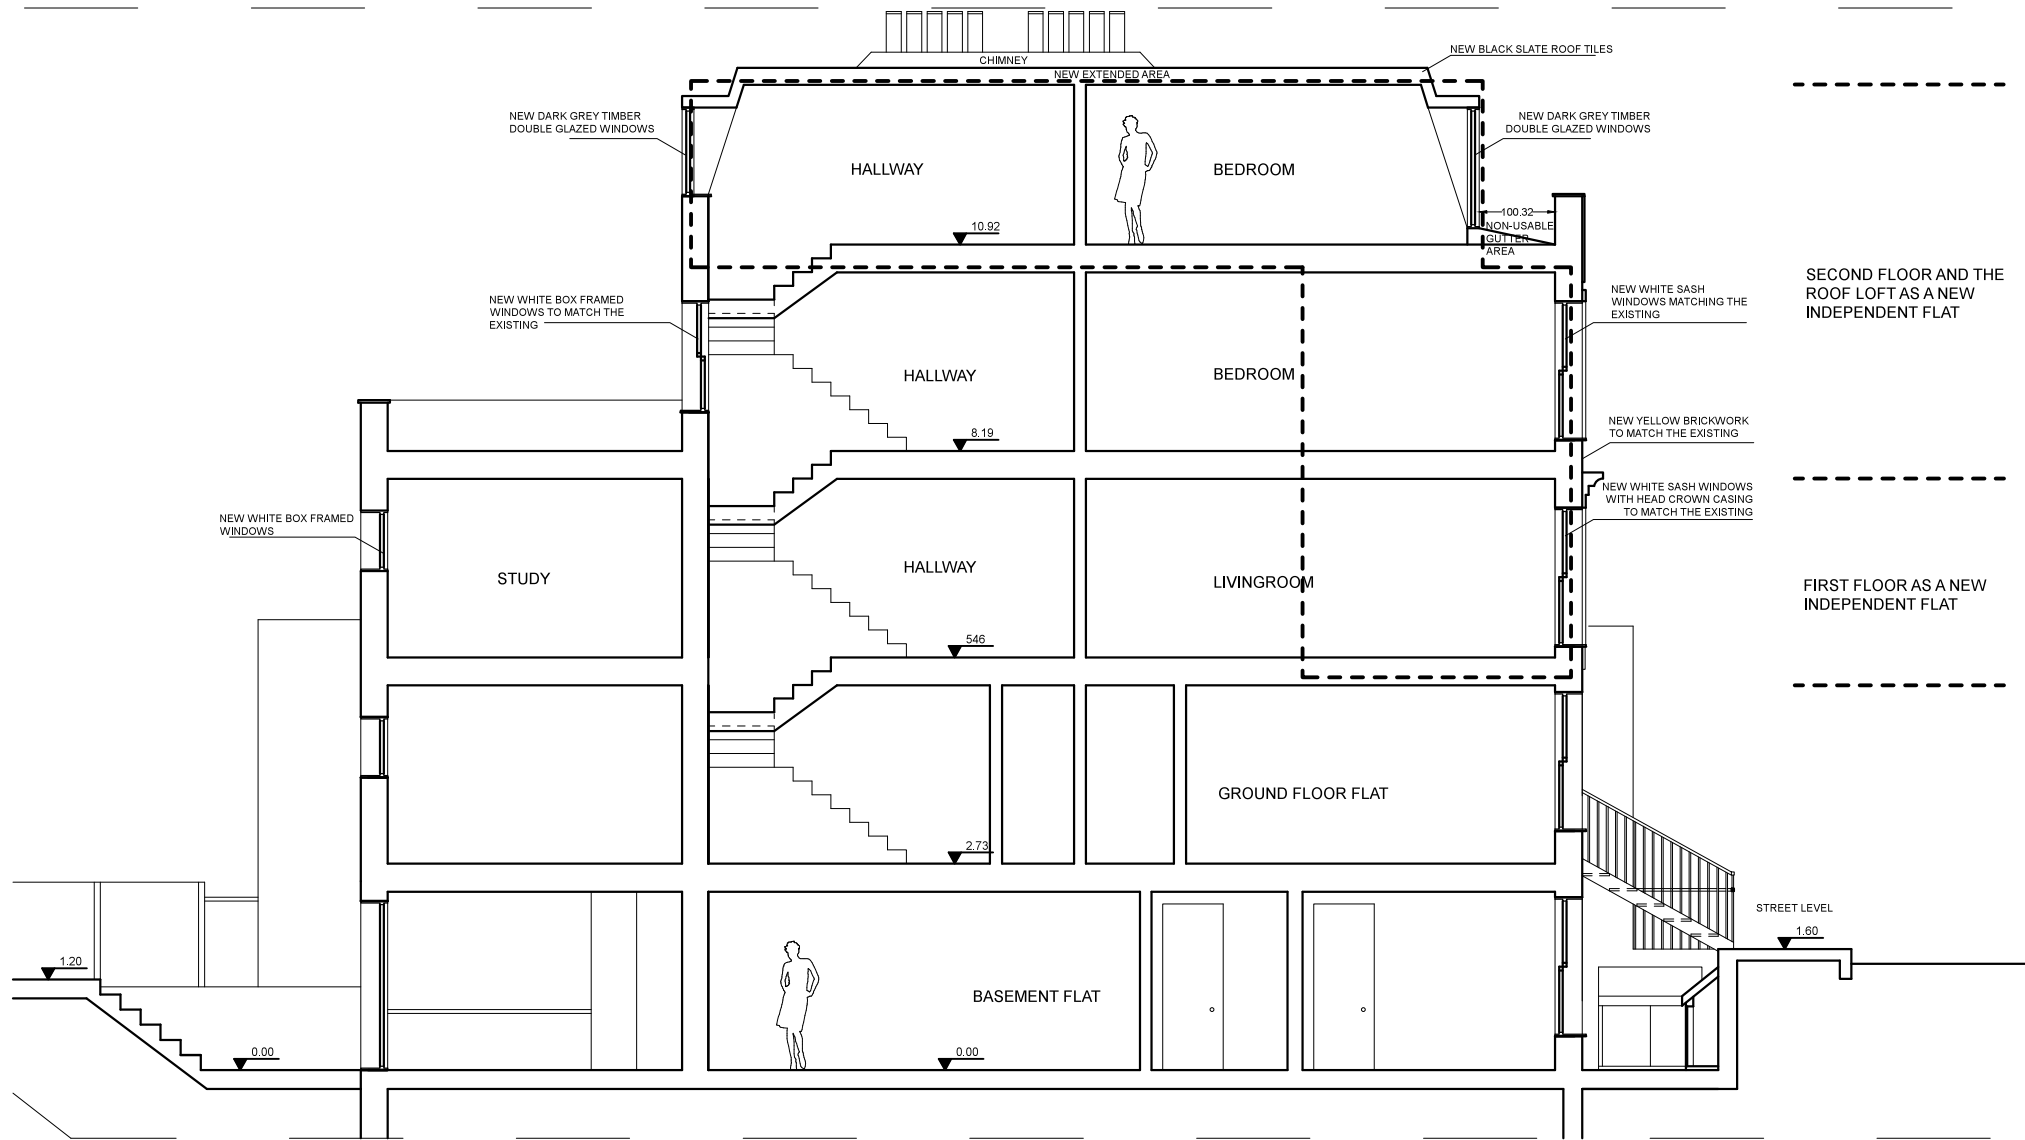 NEW BLACK SLATE ROOF TILES
CHIMNEY
NEW EXTENDED AREA
NEW DARK GREY TIMBER
DOUBLE GLAZED WINDOWS
NEW DARK GREY TIMBER
DOUBLE GLAZED WINDOWS
HALLWAY
BEDROOM
100.32
NON-USABLE
GUTTER
AREA
10.92
SECOND FLOOR AND THE
ROOF LOFT AS A NEW
INDEPENDENT FLAT
NEW WHITE BOX FRAMED
WINDOWS TO MATCH THE
EXISTING
NEW WHITE SASH
WINDOWS MATCHING THE
EXISTING
HALLWAY
BEDROOM
8.19
NEW YELLOW BRICKWORK
TO MATCH THE EXISTING
NEW WHITE SASH WINDOWS
WITH HEAD CROWN CASING
TO MATCH THE EXISTING
NEW WHITE BOX FRAMED
WINDOWS
STUDY
HALLWAY
LIVINGROOM
FIRST FLOOR AS A NEW
INDEPENDENT FLAT
546
GROUND FLOOR FLAT
2.73
STREET LEVEL
1.60
1.20
BASEMENT FLAT
0.00
0.00